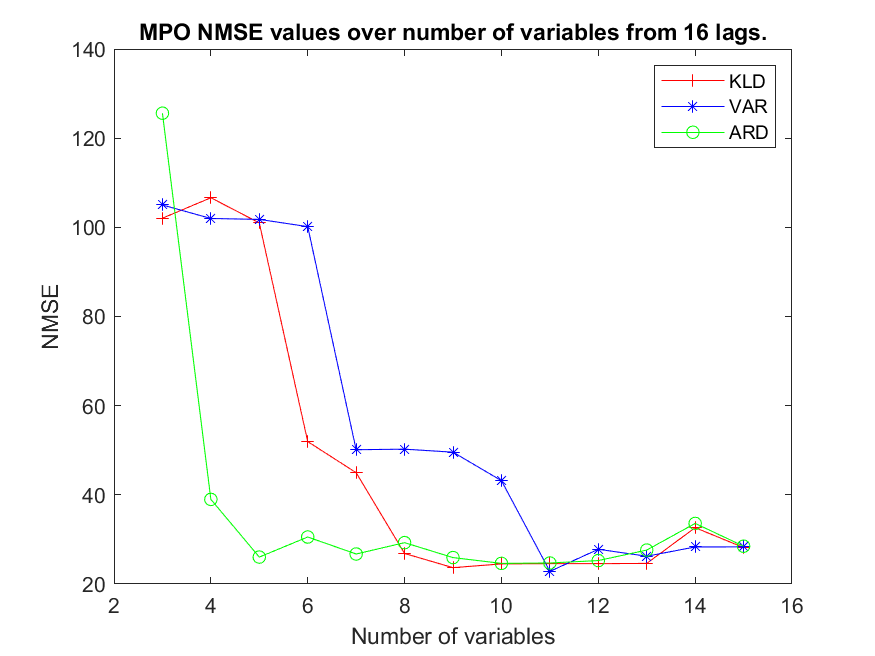 MPO NMSE values over number of variables from 16 lags.
140
120
100
80
60
40
20
NMSE
KLD
VAR
ARD
2 4 6 8 10 12 14 16
Number of variables